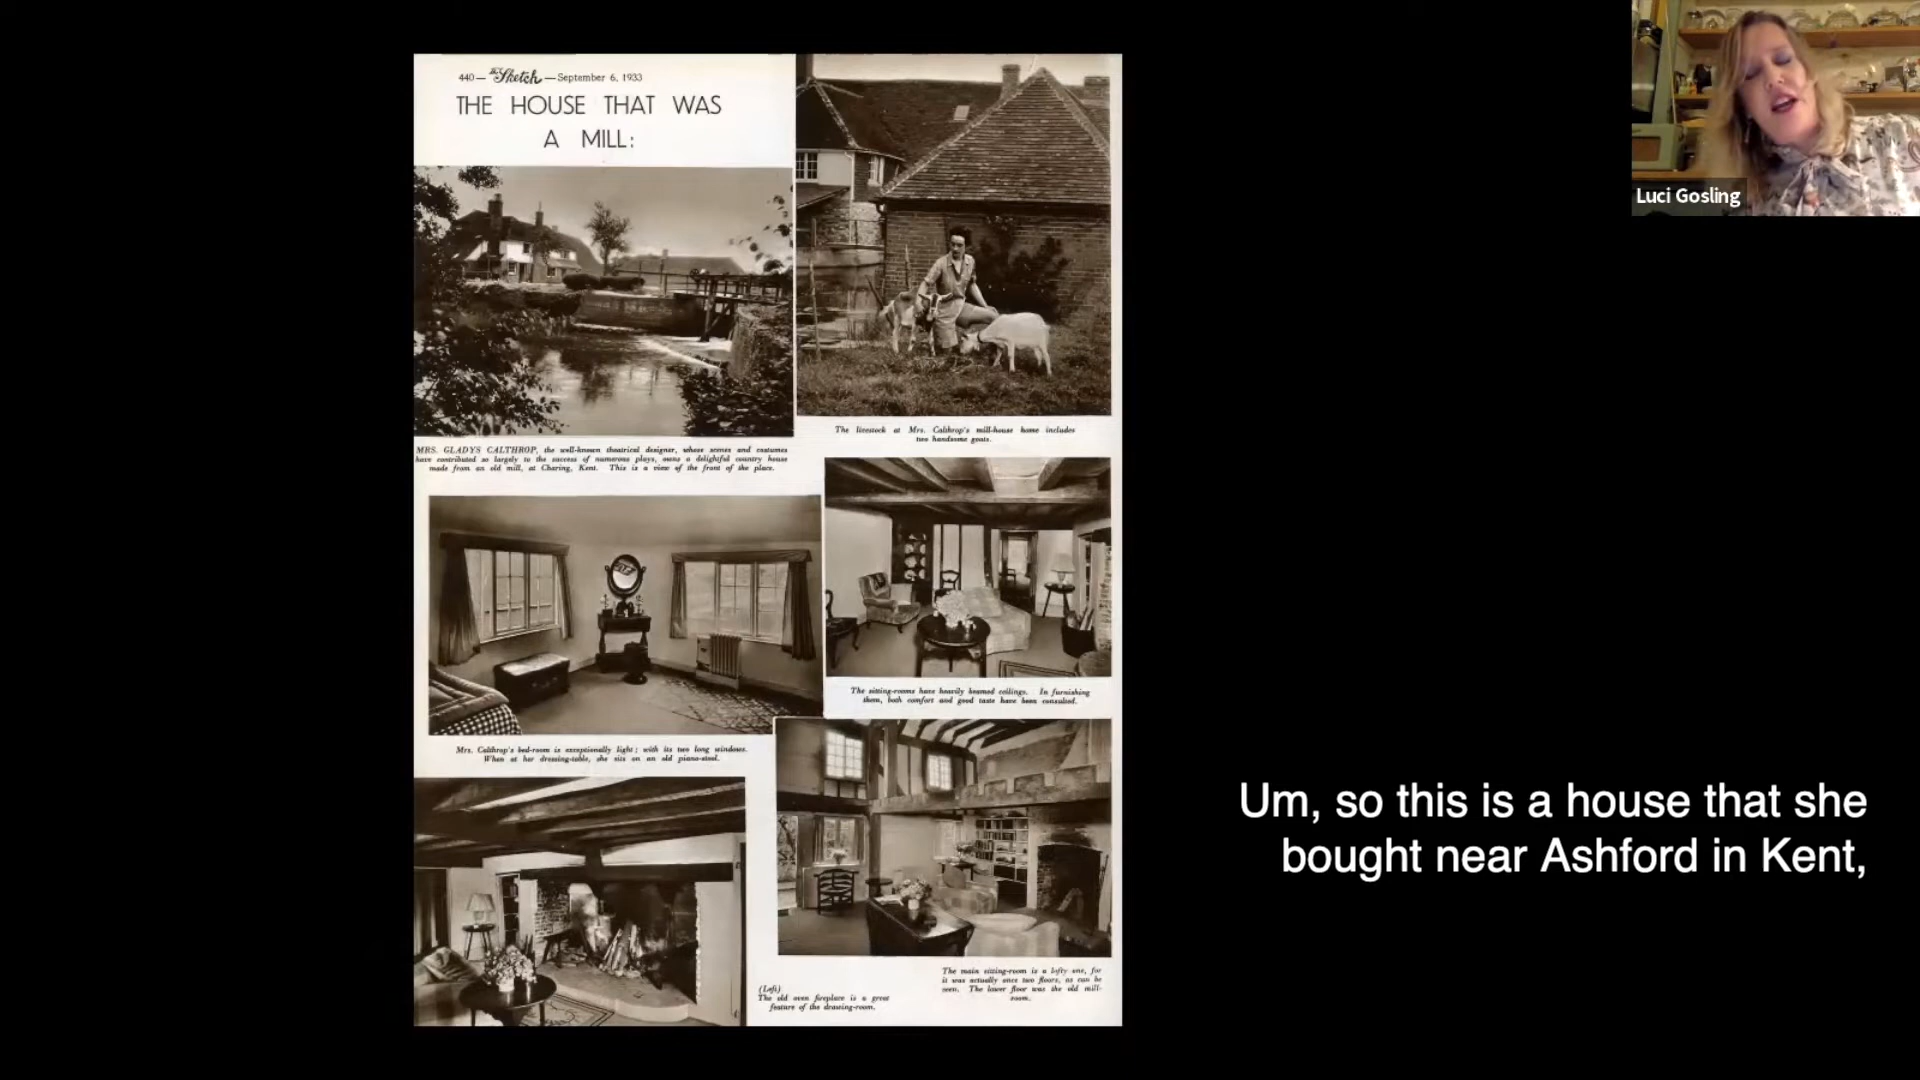 440— The Sketch —September 6, 1933
THE HOUSE THAT WAS
A MILL:
MRS. GLADYS CALTHROP, the well-known theatrical designer, whose scenes and costumes
have contributed so largely to the success of numerous plays, owns a delightful country house
made from an old mill, at Charing, Kent. This is a view of the front of the place.
The livestock at Mrs. Calthrop's mill-house home includes
two handsome goats.
The sitting-rooms have heavily beamed ceilings. In furnishing
them, both comfort and good taste have been consulted.
Mrs. Calthrop's bed-room is exceptionally light; with its two long windows.
When at her dressing-table, she sits on an old piano-stool.
(Left)
The old oven fireplace is a great
feature of the drawing-room.
The main sitting-room is a lofty one, for
it was actually once two floors, as can be
seen. The lower floor was the old mill-
room.
Luci Gosling
Um, so this is a house that she
bought near Ashford in Kent,